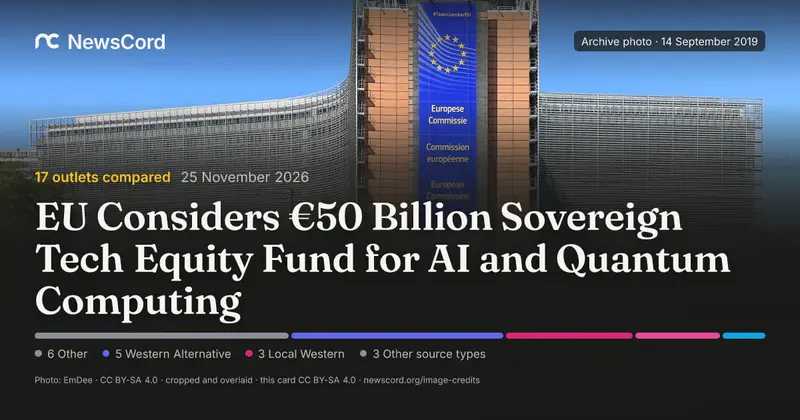 NewsCord
Archive photo · 14 September 2019
#TeamJunckerEU
Europese
Commissie
Commission
européenne
European
Commission
17 outlets compared 25 November 2026
EU Considers €50 Billion Sovereign
Tech Equity Fund for AI and Quantum
Computing
6 Other 5 Western Alternative 3 Local Western 3 Other source types
Photo: EmDee · CC BY-SA 4.0 · cropped and overlaid · this card CC BY-SA 4.0 · newscord.org/image-credits